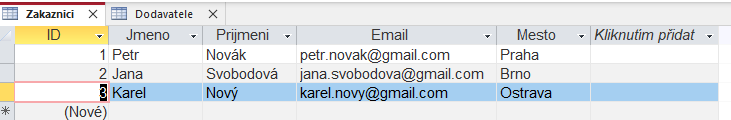 Zakaznici × Dodavatele ×
ID Jmeno Prijmeni Email Mesto Kliknutím přidat
1 Petr Novák petr.novak@gmail.com Praha
2 Jana Svobodová jana.svobodova@gmail.com Brno
3 Karel Nový karel.novy@gmail.com Ostrava
* (Nové)